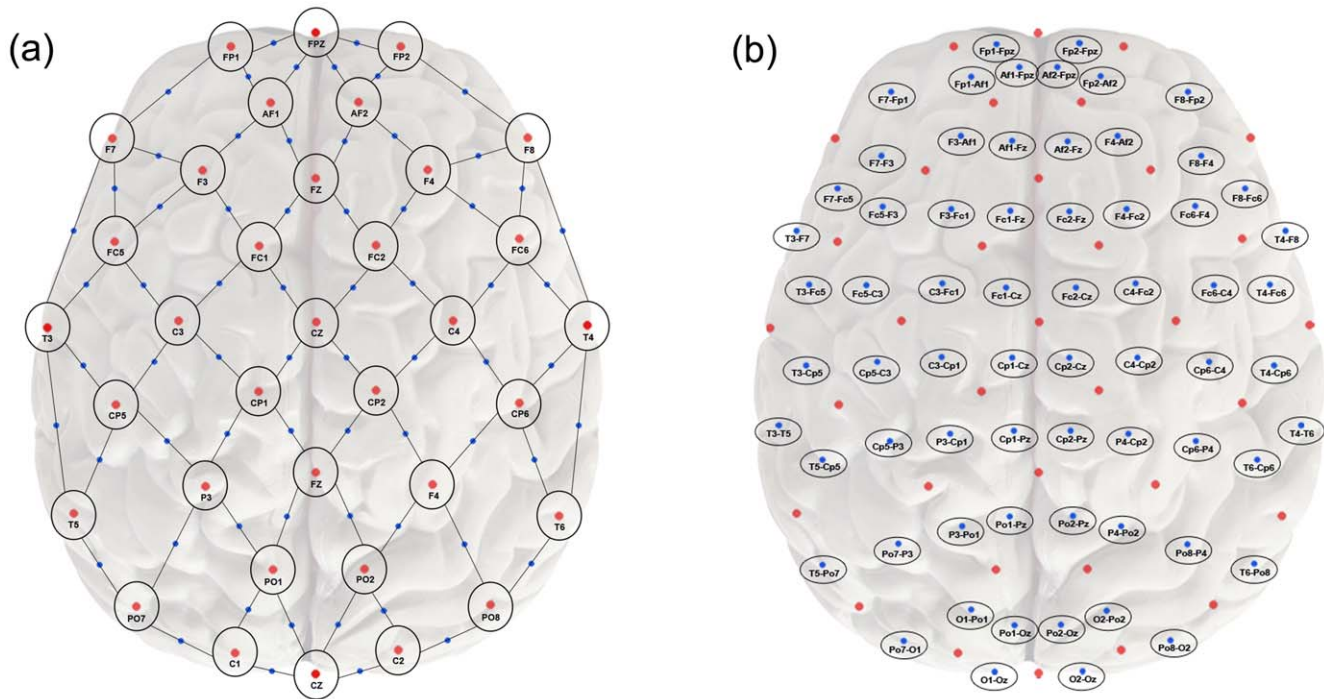 (a)
FPZ
FP1
FP2
AF1
AF2
F7
F8
F3
FZ
F4
FC5
FC1
FC2
FC6
T3
C3
CZ
C4
T4
CP5
CP1
CP2
CP6
P3
FZ
F4
T5
T6
PO1
PO2
PO7
PO8
C1
C2
CZ
(b)
Fp1-Fpz
Fp2-Fpz
Fp1-Af1
Af1-Fpz
Af2-Fpz
Fp2-Af2
F7-Fp1
F8-Fp2
F3-Af1
Af1-Fz
Af2-Fz
F4-Af2
F7-F3
F8-F4
F7-Fc5
F8-Fc6
Fc5-F3
F3-Fc1
Fc1-Fz
Fc2-Fz
F4-Fc2
Fc6-F4
T3-F7
T4-F8
T3-Fc5
Fc5-C3
C3-Fc1
Fc1-Cz
Fc2-Cz
C4-Fc2
Fc6-C4
T4-Fc6
T3-Cp5
Cp5-C3
C3-Cp1
Cp1-Cz
Cp2-Cz
C4-Cp2
Cp6-C4
T4-Cp6
T3-T5
Cp5-P3
P3-Cp1
Cp1-Pz
Cp2-Pz
P4-Cp2
Cp6-P4
T4-T6
T5-Cp5
T6-Cp6
P3-Po1
Po1-Pz
Po2-Pz
P4-Po2
Po7-P3
Po8-P4
T5-Po7
T6-Po8
O1-Po1
Po1-Oz
Po2-Oz
O2-Po2
Po7-O1
Po8-O2
O1-Oz
O2-Oz